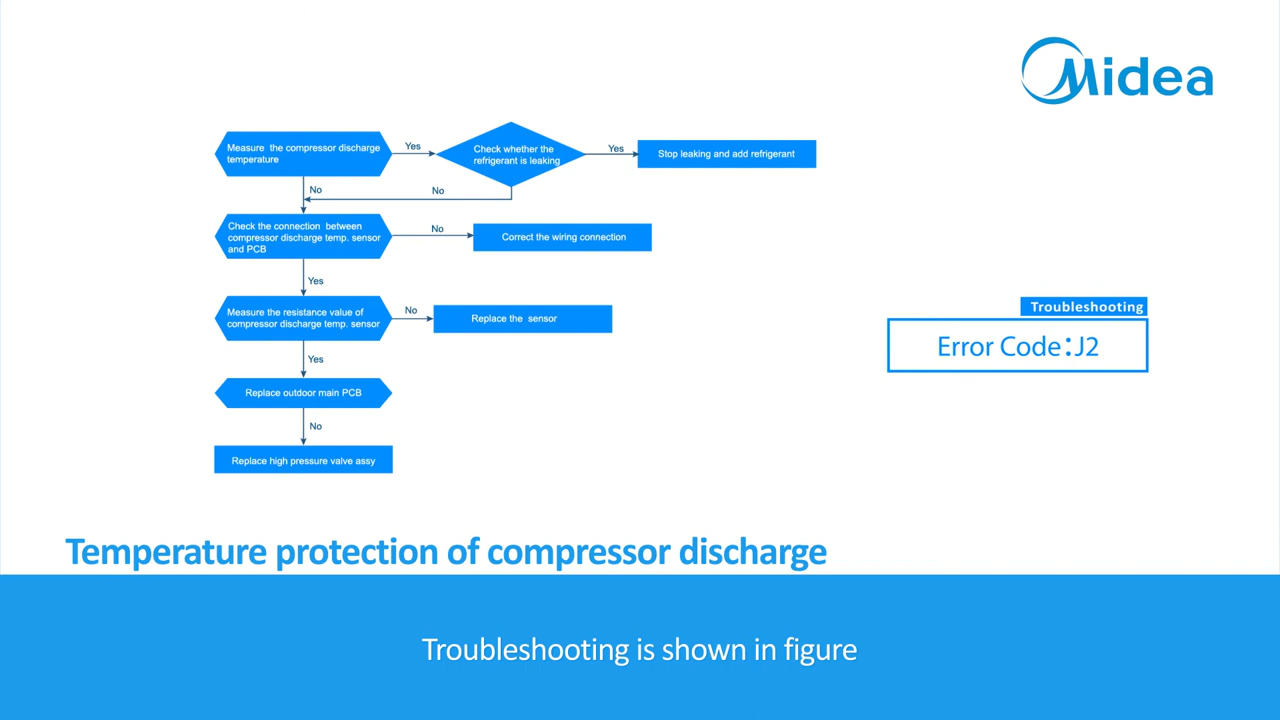 Midea
Measure the compressor discharge
temperature
Yes
Check whether the
refrigerant is leaking
Yes
Stop leaking and add refrigerant
No
No
Check the connection between
compressor discharge temp. sensor
and PCB
No
Correct the wiring connection
Yes
Measure the resistance value of
compressor discharge temp. sensor
No
Replace the sensor
Yes
Replace outdoor main PCB
No
Replace high pressure valve assy
Troubleshooting
Error Code:J2
Temperature protection of compressor discharge
Troubleshooting is shown in figure